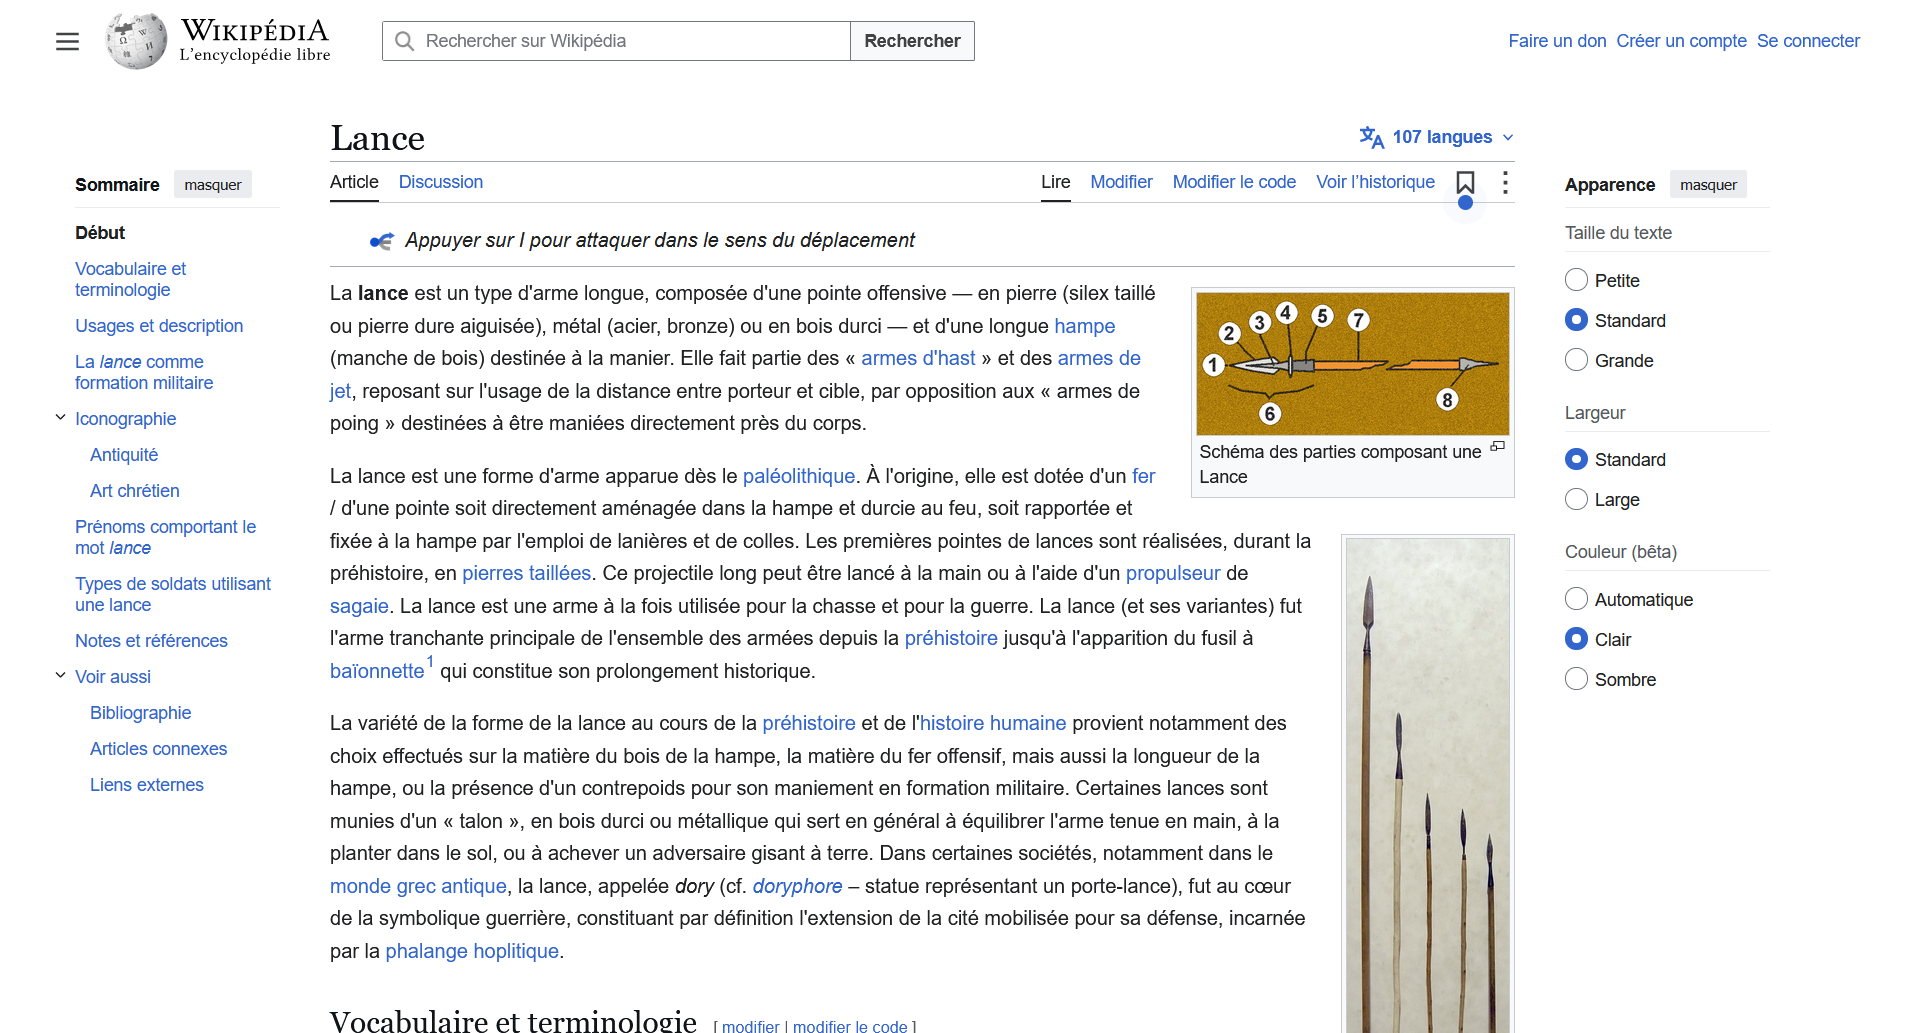 WIKIPÉDIA
L'encyclopédie libre
Rechercher sur Wikipédia
Rechercher
Faire un don Créer un compte Se connecter
Sommaire masquer
Début
Vocabulaire et
terminologie
Usages et description
La lance comme
formation militaire
Iconographie
Antiquité
Art chrétien
Prénoms comportant le
mot lance
Types de soldats utilisant
une lance
Notes et références
Voir aussi
Bibliographie
Articles connexes
Liens externes
Lance
107 langues
Article Discussion
Lire Modifier Modifier le code Voir l’historique
Appuyer sur I pour attaquer dans le sens du déplacement
La lance est un type d'arme longue, composée d'une pointe offensive — en pierre (silex taillé
ou pierre dure aiguisée), métal (acier, bronze) ou en bois durci — et d'une longue hampe
(manche de bois) destinée à la manier. Elle fait partie des « armes d'hast » et des armes de
jet, reposant sur l'usage de la distance entre porteur et cible, par opposition aux « armes de
poing » destinées à être maniées directement près du corps.
1 2 3 4 5 6 7 8
Schéma des parties composant une
Lance
La lance est une forme d'arme apparue dès le paléolithique. À l'origine, elle est dotée d'un fer
/ d'une pointe soit directement aménagée dans la hampe et durcie au feu, soit rapportée et
fixée à la hampe par l'emploi de lanières et de colles. Les premières pointes de lances sont réalisées, durant la
préhistoire, en pierres taillées. Ce projectile long peut être lancé à la main ou à l'aide d'un propulseur de
sagaie. La lance est une arme à la fois utilisée pour la chasse et pour la guerre. La lance (et ses variantes) fut
l'arme tranchante principale de l'ensemble des armées depuis la préhistoire jusqu'à l'apparition du fusil à
baïonnette1 qui constitue son prolongement historique.
La variété de la forme de la lance au cours de la préhistoire et de l'histoire humaine provient notamment des
choix effectués sur la matière du bois de la hampe, la matière du fer offensif, mais aussi la longueur de la
hampe, ou la présence d'un contrepoids pour son maniement en formation militaire. Certaines lances sont
munies d'un « talon », en bois durci ou métallique qui sert en général à équilibrer l'arme tenue en main, à la
planter dans le sol, ou à achever un adversaire gisant à terre. Dans certaines sociétés, notamment dans le
monde grec antique, la lance, appelée dory (cf. doryphore – statue représentant un porte-lance), fut au cœur
de la symbolique guerrière, constituant par définition l'extension de la cité mobilisée pour sa défense, incarnée
par la phalange hoplitique.
Vocabulaire et terminologie [ modifier | modifier le code ]
Apparence masquer
Taille du texte
Petite
Standard
Grande
Largeur
Standard
Large
Couleur (bêta)
Automatique
Clair
Sombre